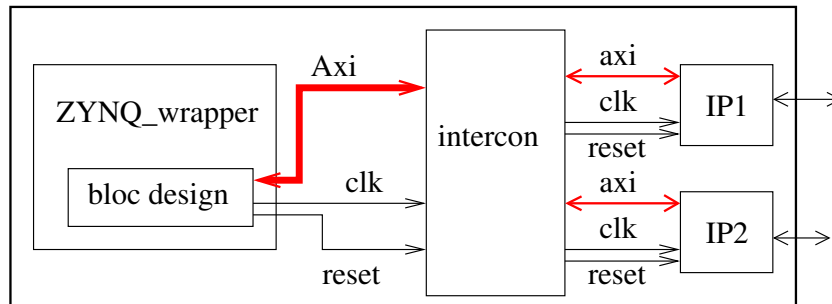 Axi
ZYNQ_wrapper
bloc design
clk
reset
intercon
axi
clk
reset
IP1
axi
clk
reset
IP2